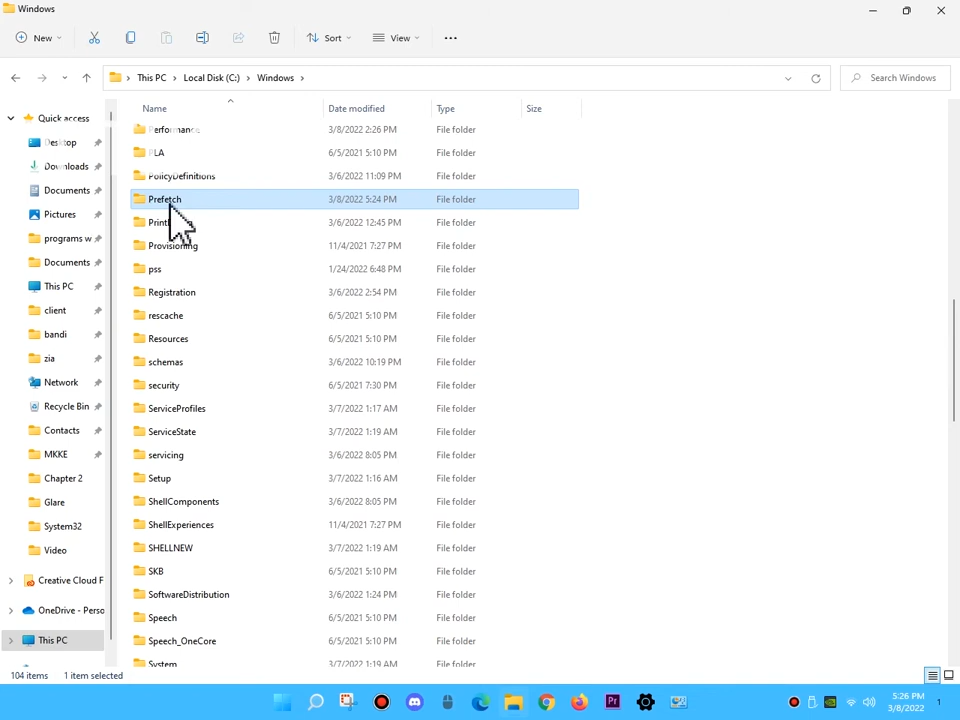 Windows
New
Sort
View
This PC > Local Disk (C:) > Windows >
Search Windows
Name Date modified Type Size
Quick access
Desktop
Downloads
Documents
Pictures
programs w
Documents
This PC
client
bandi
zia
Network
Recycle Bin
Contacts
MKKE
Chapter 2
Glare
System32
Video
Creative Cloud F
OneDrive - Perso
This PC
Performance 3/8/2022 2:26 PM File folder
PLA 6/5/2021 5:10 PM File folder
PolicyDefinitions 3/6/2022 11:09 PM File folder
Prefetch 3/8/2022 5:24 PM File folder
3/6/2022 12:45 PM File folder
Provisioning 11/4/2021 7:27 PM File folder
pss 1/24/2022 6:48 PM File folder
Registration 3/6/2022 2:54 PM File folder
rescache 6/5/2021 5:10 PM File folder
Resources 6/5/2021 5:10 PM File folder
schemas 3/6/2022 10:19 PM File folder
security 6/5/2021 7:30 PM File folder
ServiceProfiles 3/7/2022 1:17 AM File folder
ServiceState 3/7/2022 1:19 AM File folder
servicing 3/6/2022 8:05 PM File folder
Setup 3/7/2022 1:16 AM File folder
ShellComponents 3/6/2022 8:05 PM File folder
ShellExperiences 11/4/2021 7:27 PM File folder
SHELLNEW 3/7/2022 1:19 AM File folder
SKB 6/5/2021 5:10 PM File folder
SoftwareDistribution 3/6/2022 1:24 PM File folder
Speech 6/5/2021 5:10 PM File folder
Speech_OneCore 6/5/2021 5:10 PM File folder
System 3/7/2022 1:19 AM File folder
104 items 1 item selected
Pr
5:26 PM
3/8/2022
1